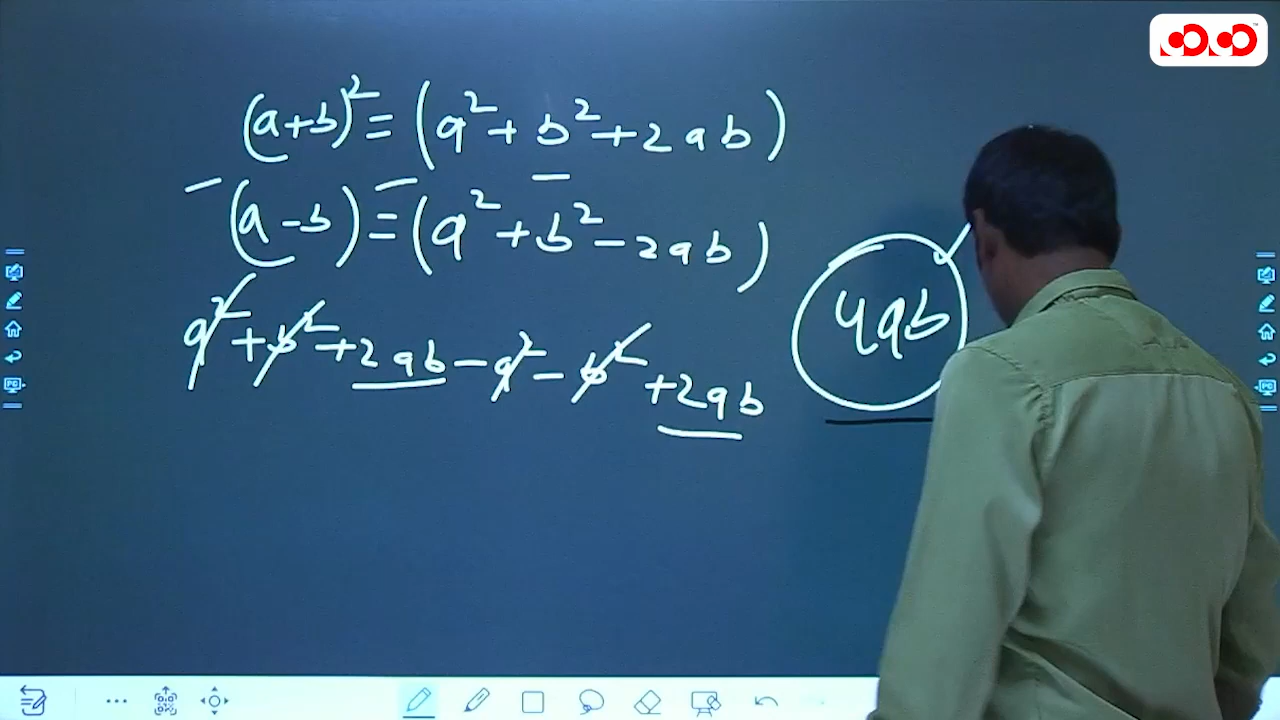 (a+b)² = (a² + b² + 2ab)
− (a−b) = − (a² + b² − 2ab)
a² + b² + 2ab − a² − b² + 2ab
4ab